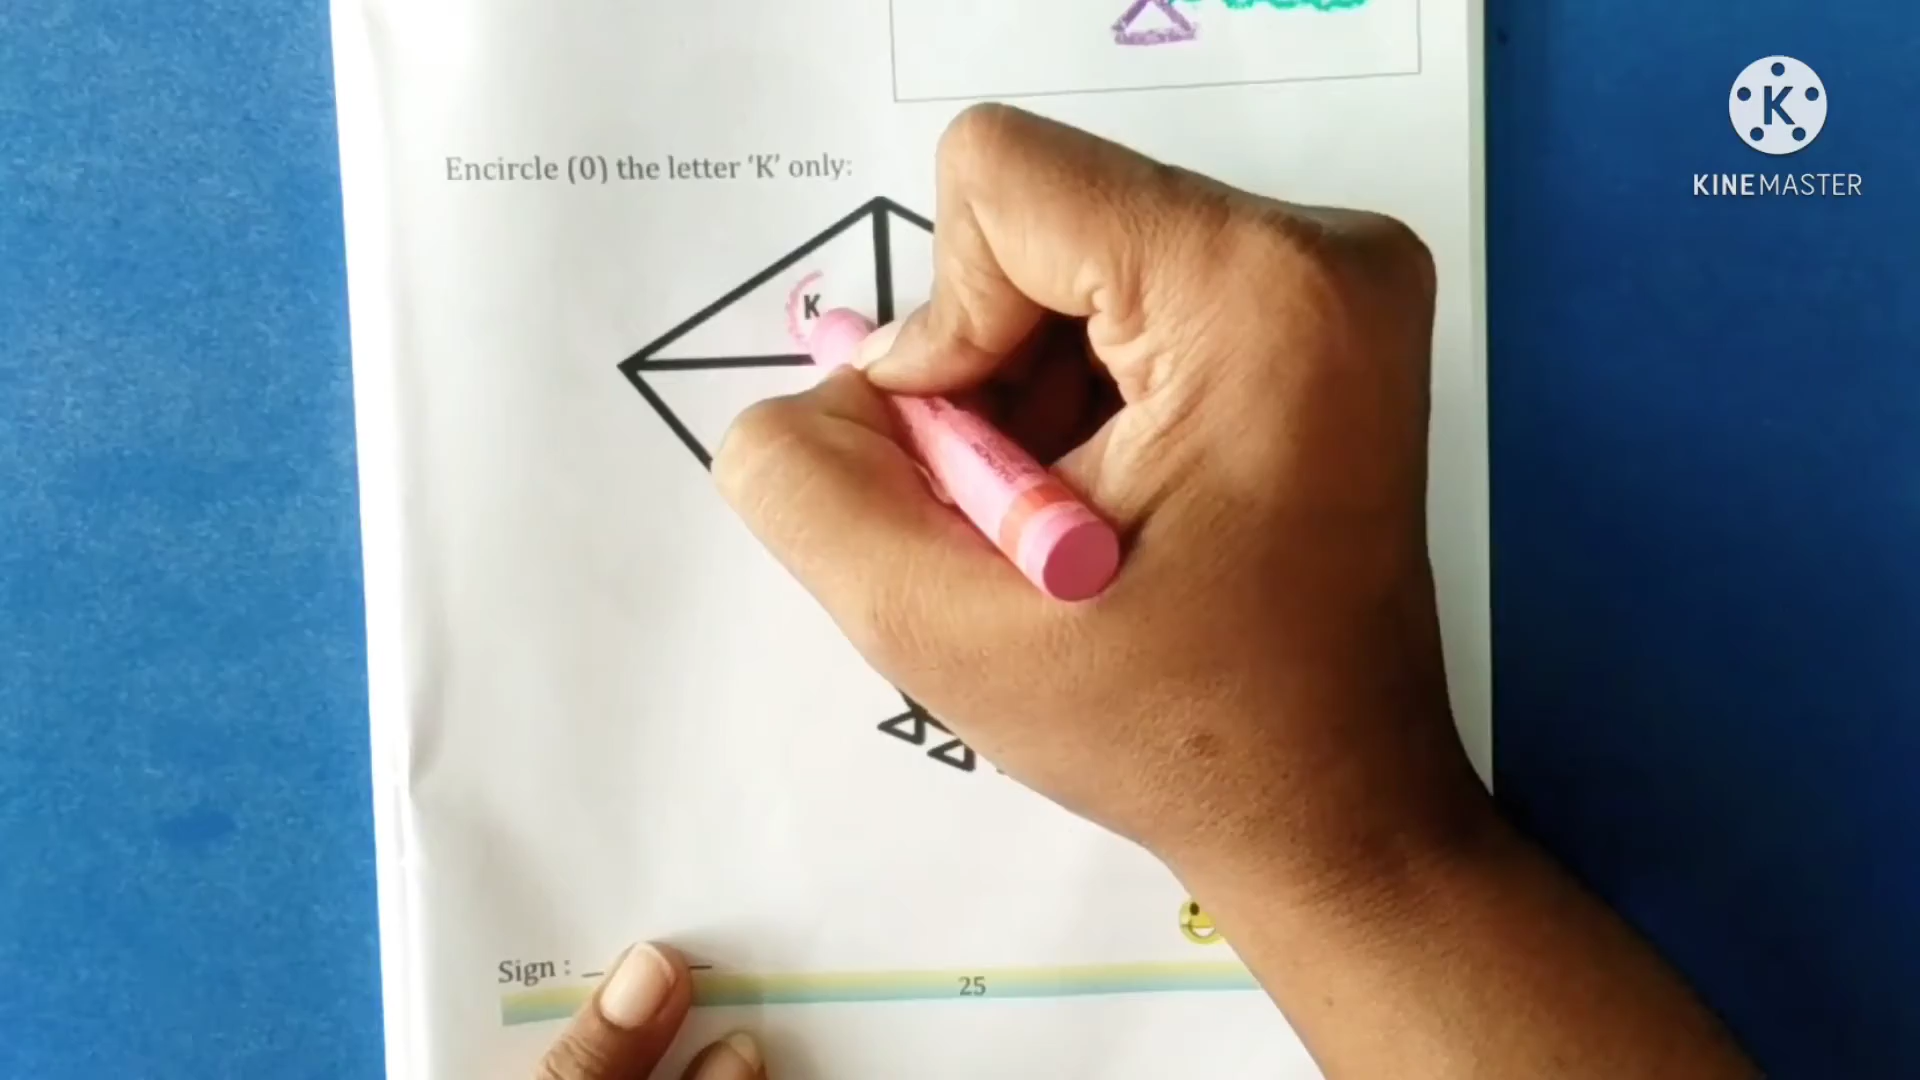 K
KINEMASTER
Encircle (0) the letter ‘K’ only:
K
Sign :
25